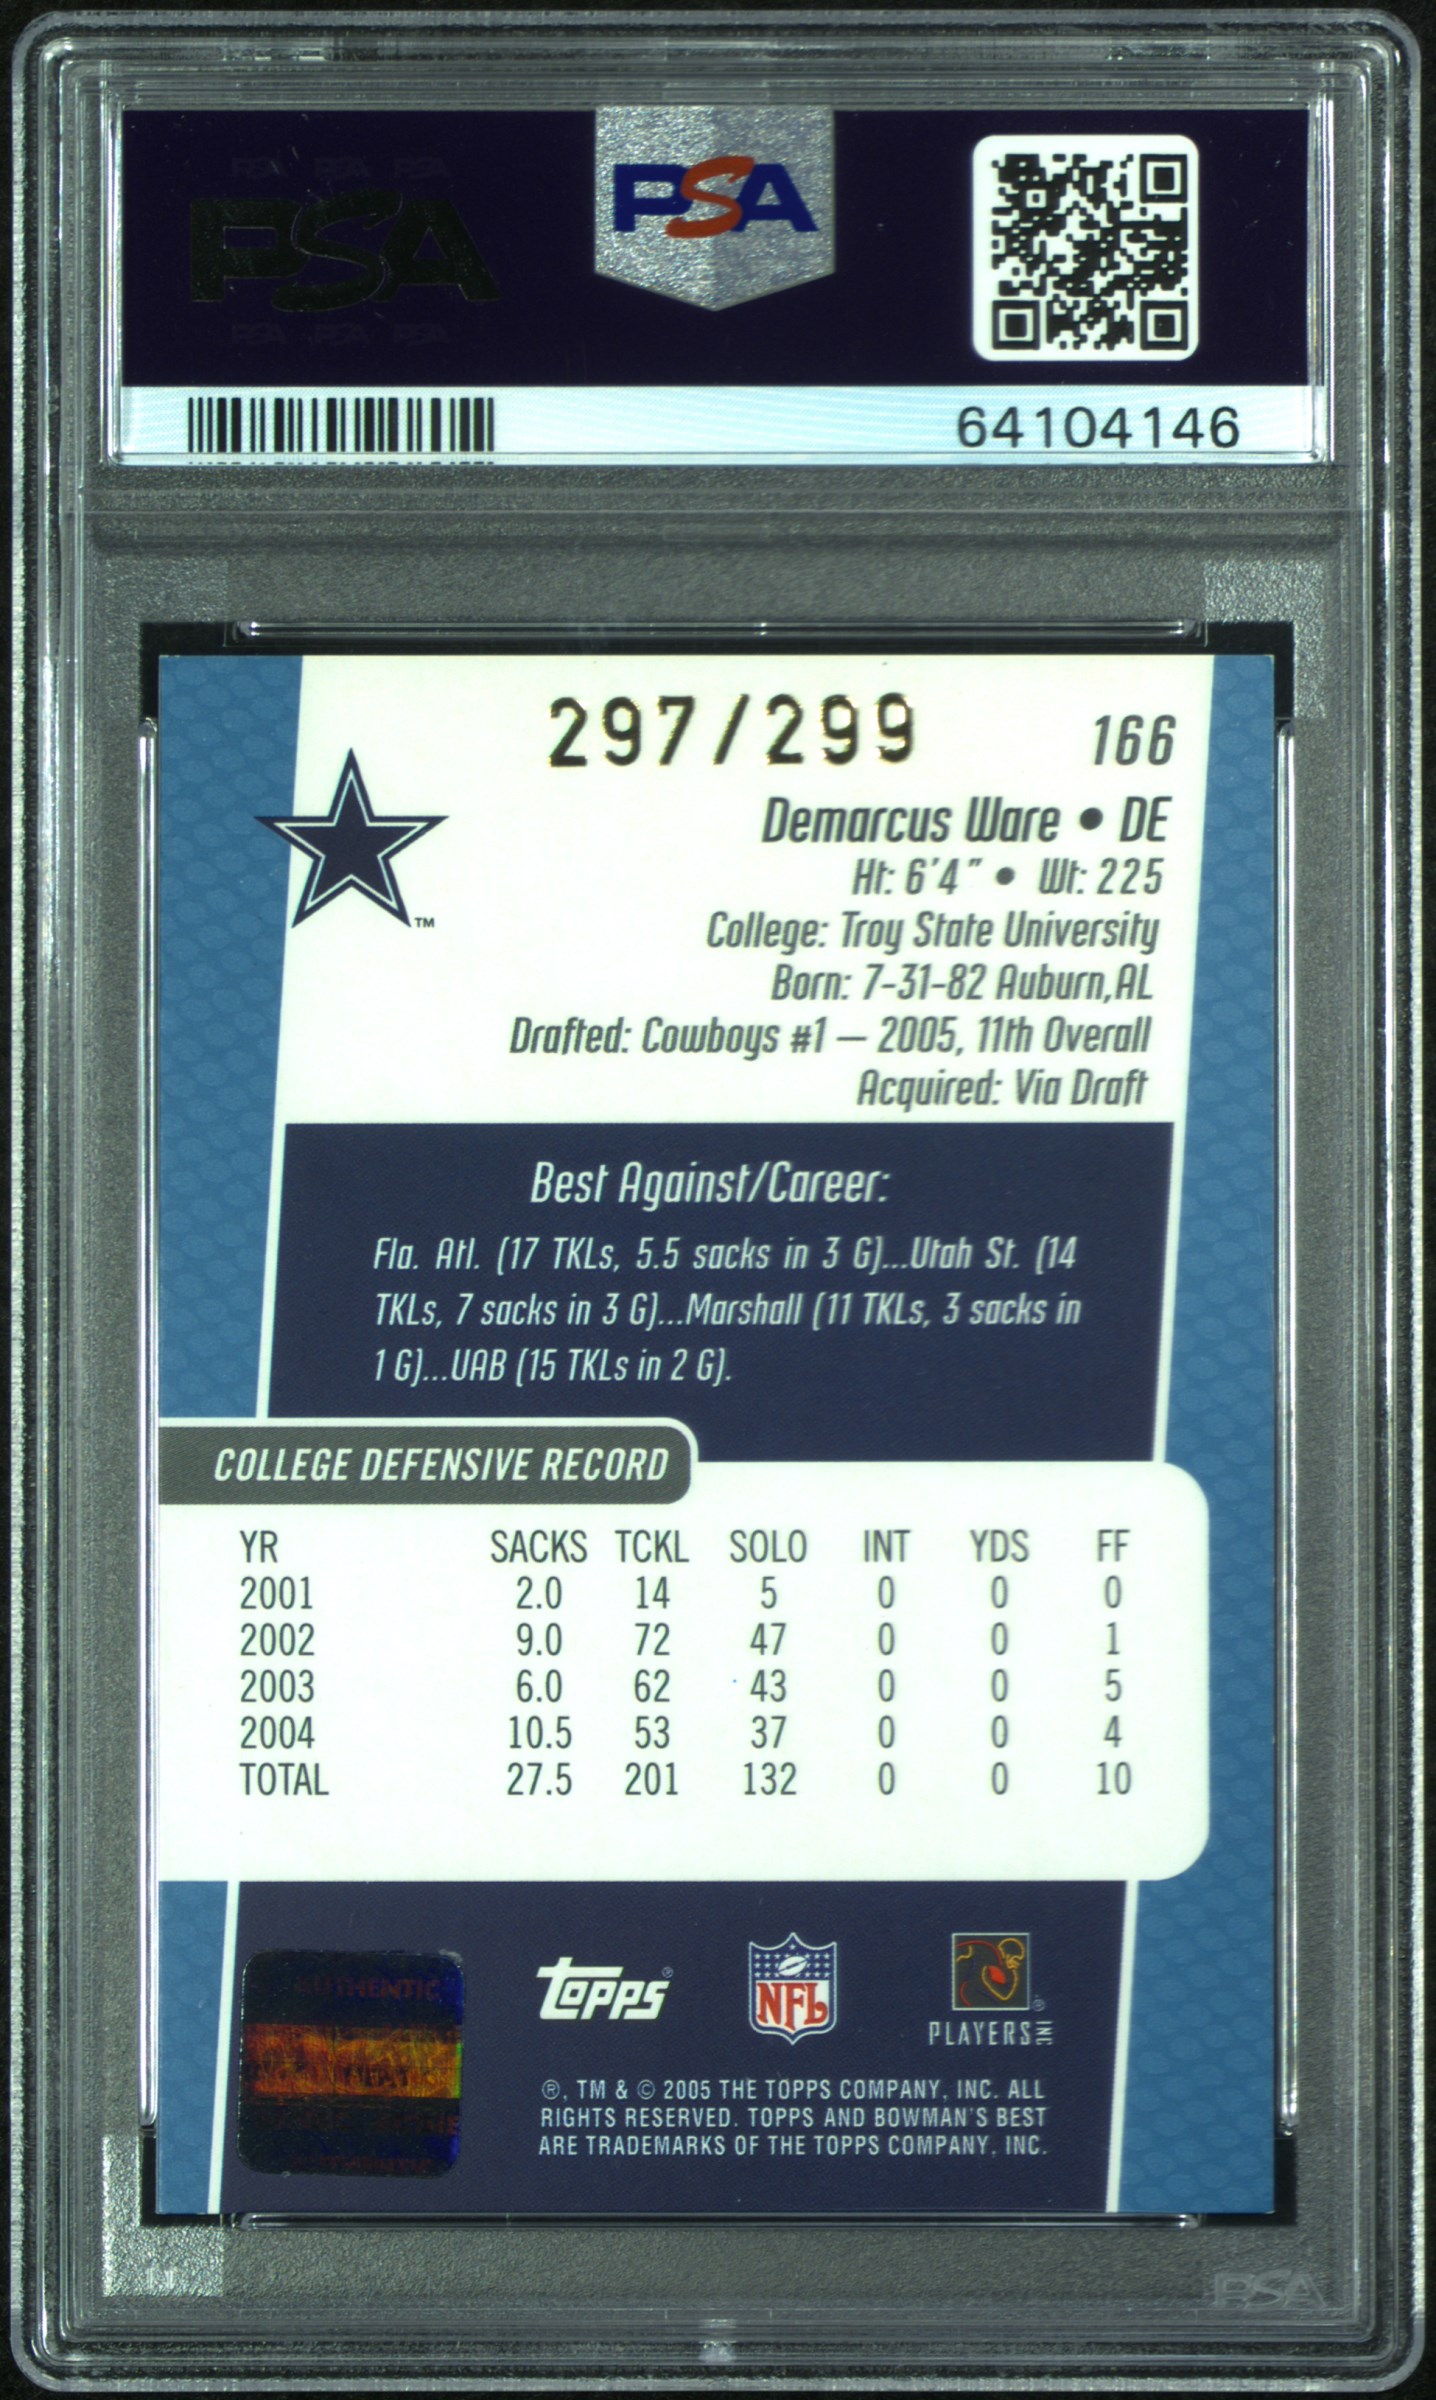 PSA PSA PSA
PSA
PSA PSA PSA
PSA
64104146
297/299
166
Demarcus Ware • DE
Ht: 6'4" • Wt: 225
College: Troy State University
Born: 7-31-82 Auburn, AL
Drafted: Cowboys #1 – 2005, 11th Overall
Acquired: Via Draft
TM
Best Against/Career:
Fla. Atl. (17 TKLs, 5.5 sacks in 3 G)...Utah St. (14
TKLs, 7 sacks in 3 G)...Marshall (11 TKLs, 3 sacks in
1 G)...UAB (15 TKLs in 2 G).
COLLEGE DEFENSIVE RECORD
YR SACKS TCKL SOLO INT YDS FF
2001 2.0 14 5 0 0 0
2002 9.0 72 47 0 0 1
2003 6.0 62 43 0 0 5
2004 10.5 53 37 0 0 4
TOTAL 27.5 201 132 0 0 10
AUTHENTIC
Topps®
NFL
PLAYERS INC
®, TM & © 2005 THE TOPPS COMPANY, INC. ALL
RIGHTS RESERVED. TOPPS AND BOWMAN'S BEST
ARE TRADEMARKS OF THE TOPPS COMPANY, INC.
PSA